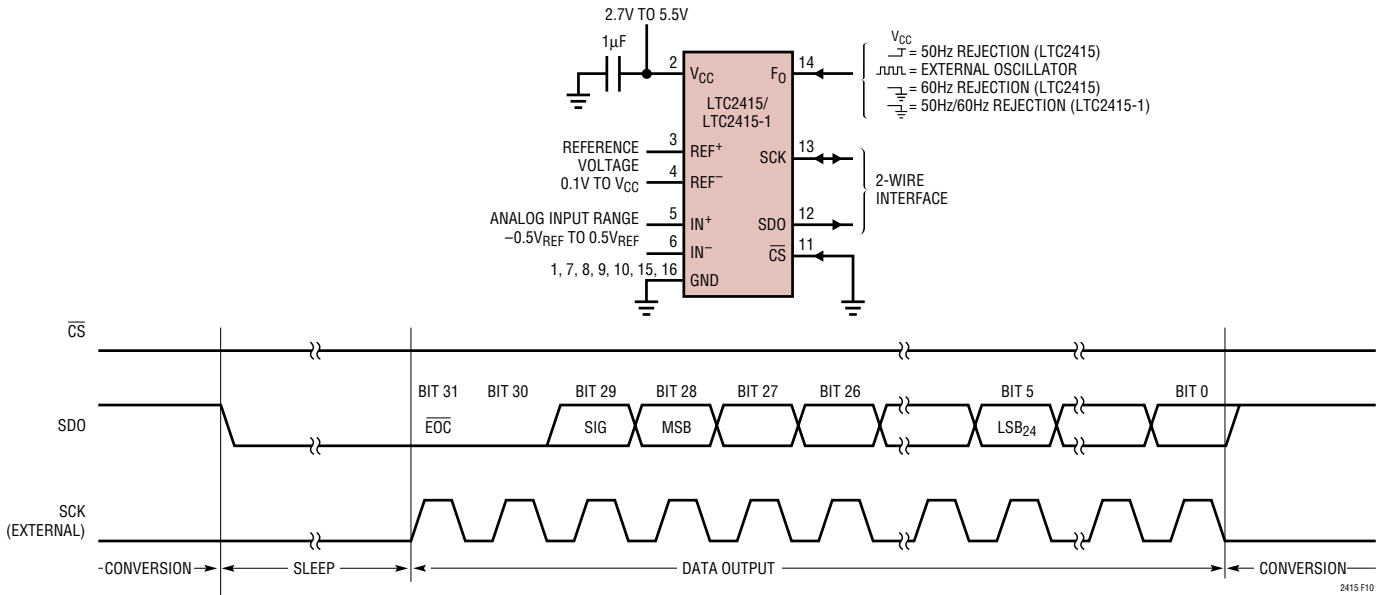 2.7V TO 5.5V
1µF
2
VCC
FO
14
LTC2415/
LTC2415-1
VCC
= 50Hz REJECTION (LTC2415)
= EXTERNAL OSCILLATOR
= 60Hz REJECTION (LTC2415)
= 50Hz/60Hz REJECTION (LTC2415-1)
REFERENCE
VOLTAGE
0.1V TO VCC
3
REF+
4
REF–
SCK
13
2-WIRE
INTERFACE
ANALOG INPUT RANGE
–0.5VREF TO 0.5VREF
5
IN+
6
IN–
SDO
12
CS
11
1, 7, 8, 9, 10, 15, 16
GND
CS
BIT 31
BIT 30
BIT 29
BIT 28
BIT 27
BIT 26
BIT 5
BIT 0
SDO
EOC
SIG
MSB
LSB24
SCK
(EXTERNAL)
CONVERSION
SLEEP
DATA OUTPUT
CONVERSION
2415 F10